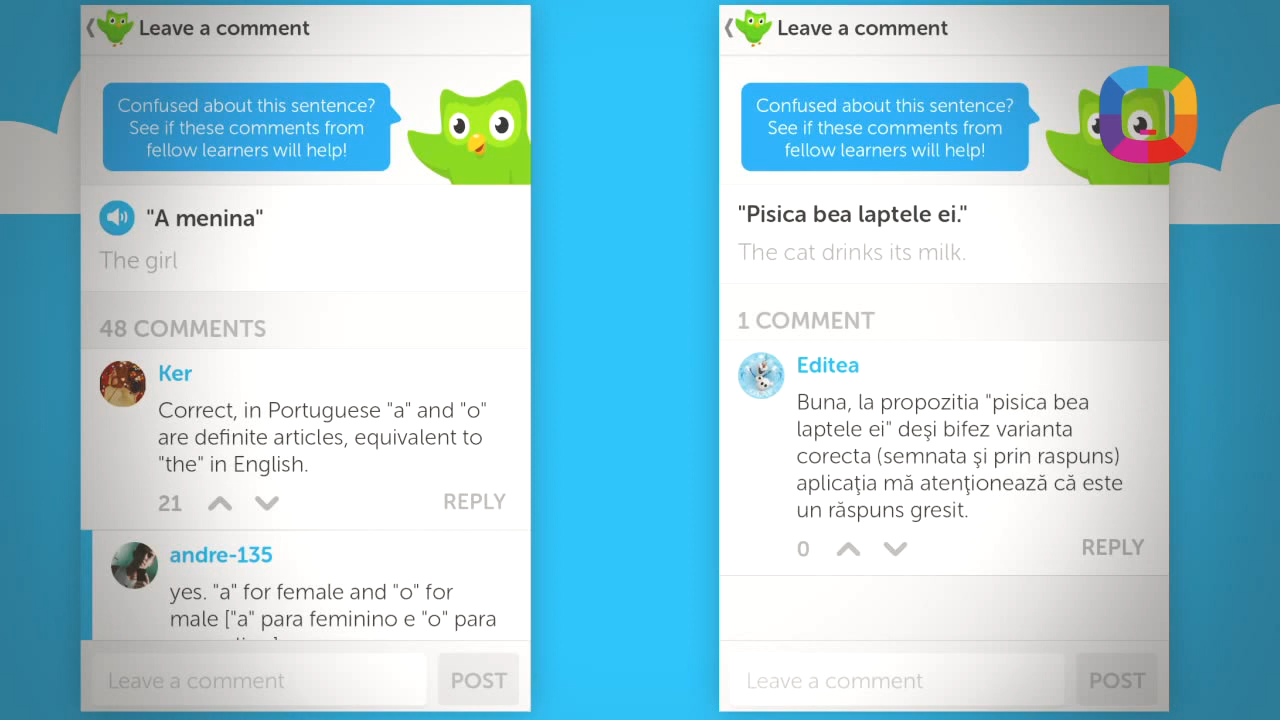 Leave a comment
Confused about this sentence?
See if these comments from
fellow learners will help!
"A menina"
The girl
48 COMMENTS
Ker
Correct, in Portuguese "a" and "o"
are definite articles, equivalent to
"the" in English.
21
REPLY
andre-135
yes. "a" for female and "o" for
male ["a" para feminino e "o" para
Leave a comment
POST
Leave a comment
Confused about this sentence?
See if these comments from
fellow learners will help!
"Pisica bea laptele ei."
The cat drinks its milk.
1 COMMENT
Editea
Buna, la propozitia "pisica bea
laptele ei" deşi bifez varianta
corecta (semnata şi prin raspuns)
aplicaţia mă atenţionează că este
un răspuns gresit.
0
REPLY
Leave a comment
POST